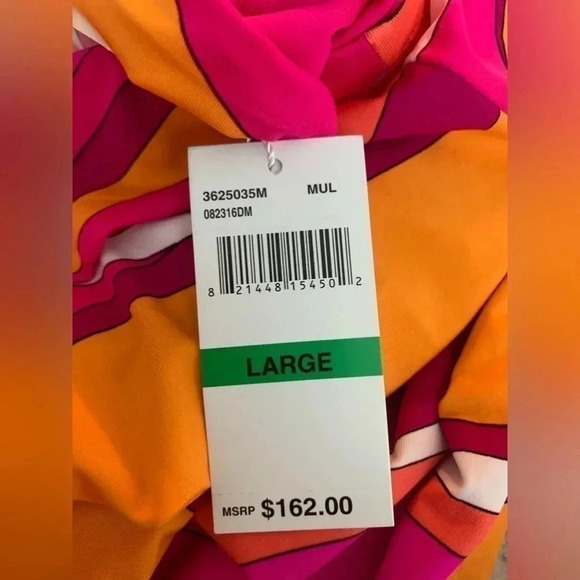 3625035M MUL
082316DM
8 21448 15450 2
LARGE
MSRP $162.00